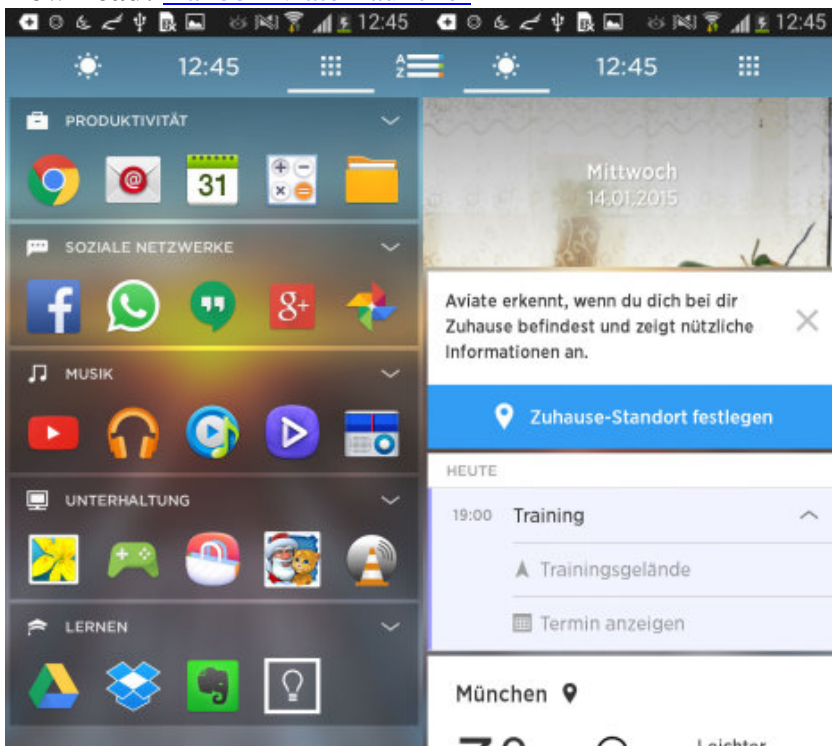 12:45
12:45
PRODUKTIVITÄT
31
SOZIALE NETZWERKE
g+
MUSIK
UNTERHALTUNG
LERNEN
12:45
A
Z
12:45
Mittwoch
14.01.2015
Aviate erkennt, wenn du dich bei dir
Zuhause befindest und zeigt nützliche
Informationen an.
Zuhause-Standort festlegen
HEUTE
19:00 Training
Trainingsgelände
Termin anzeigen
München